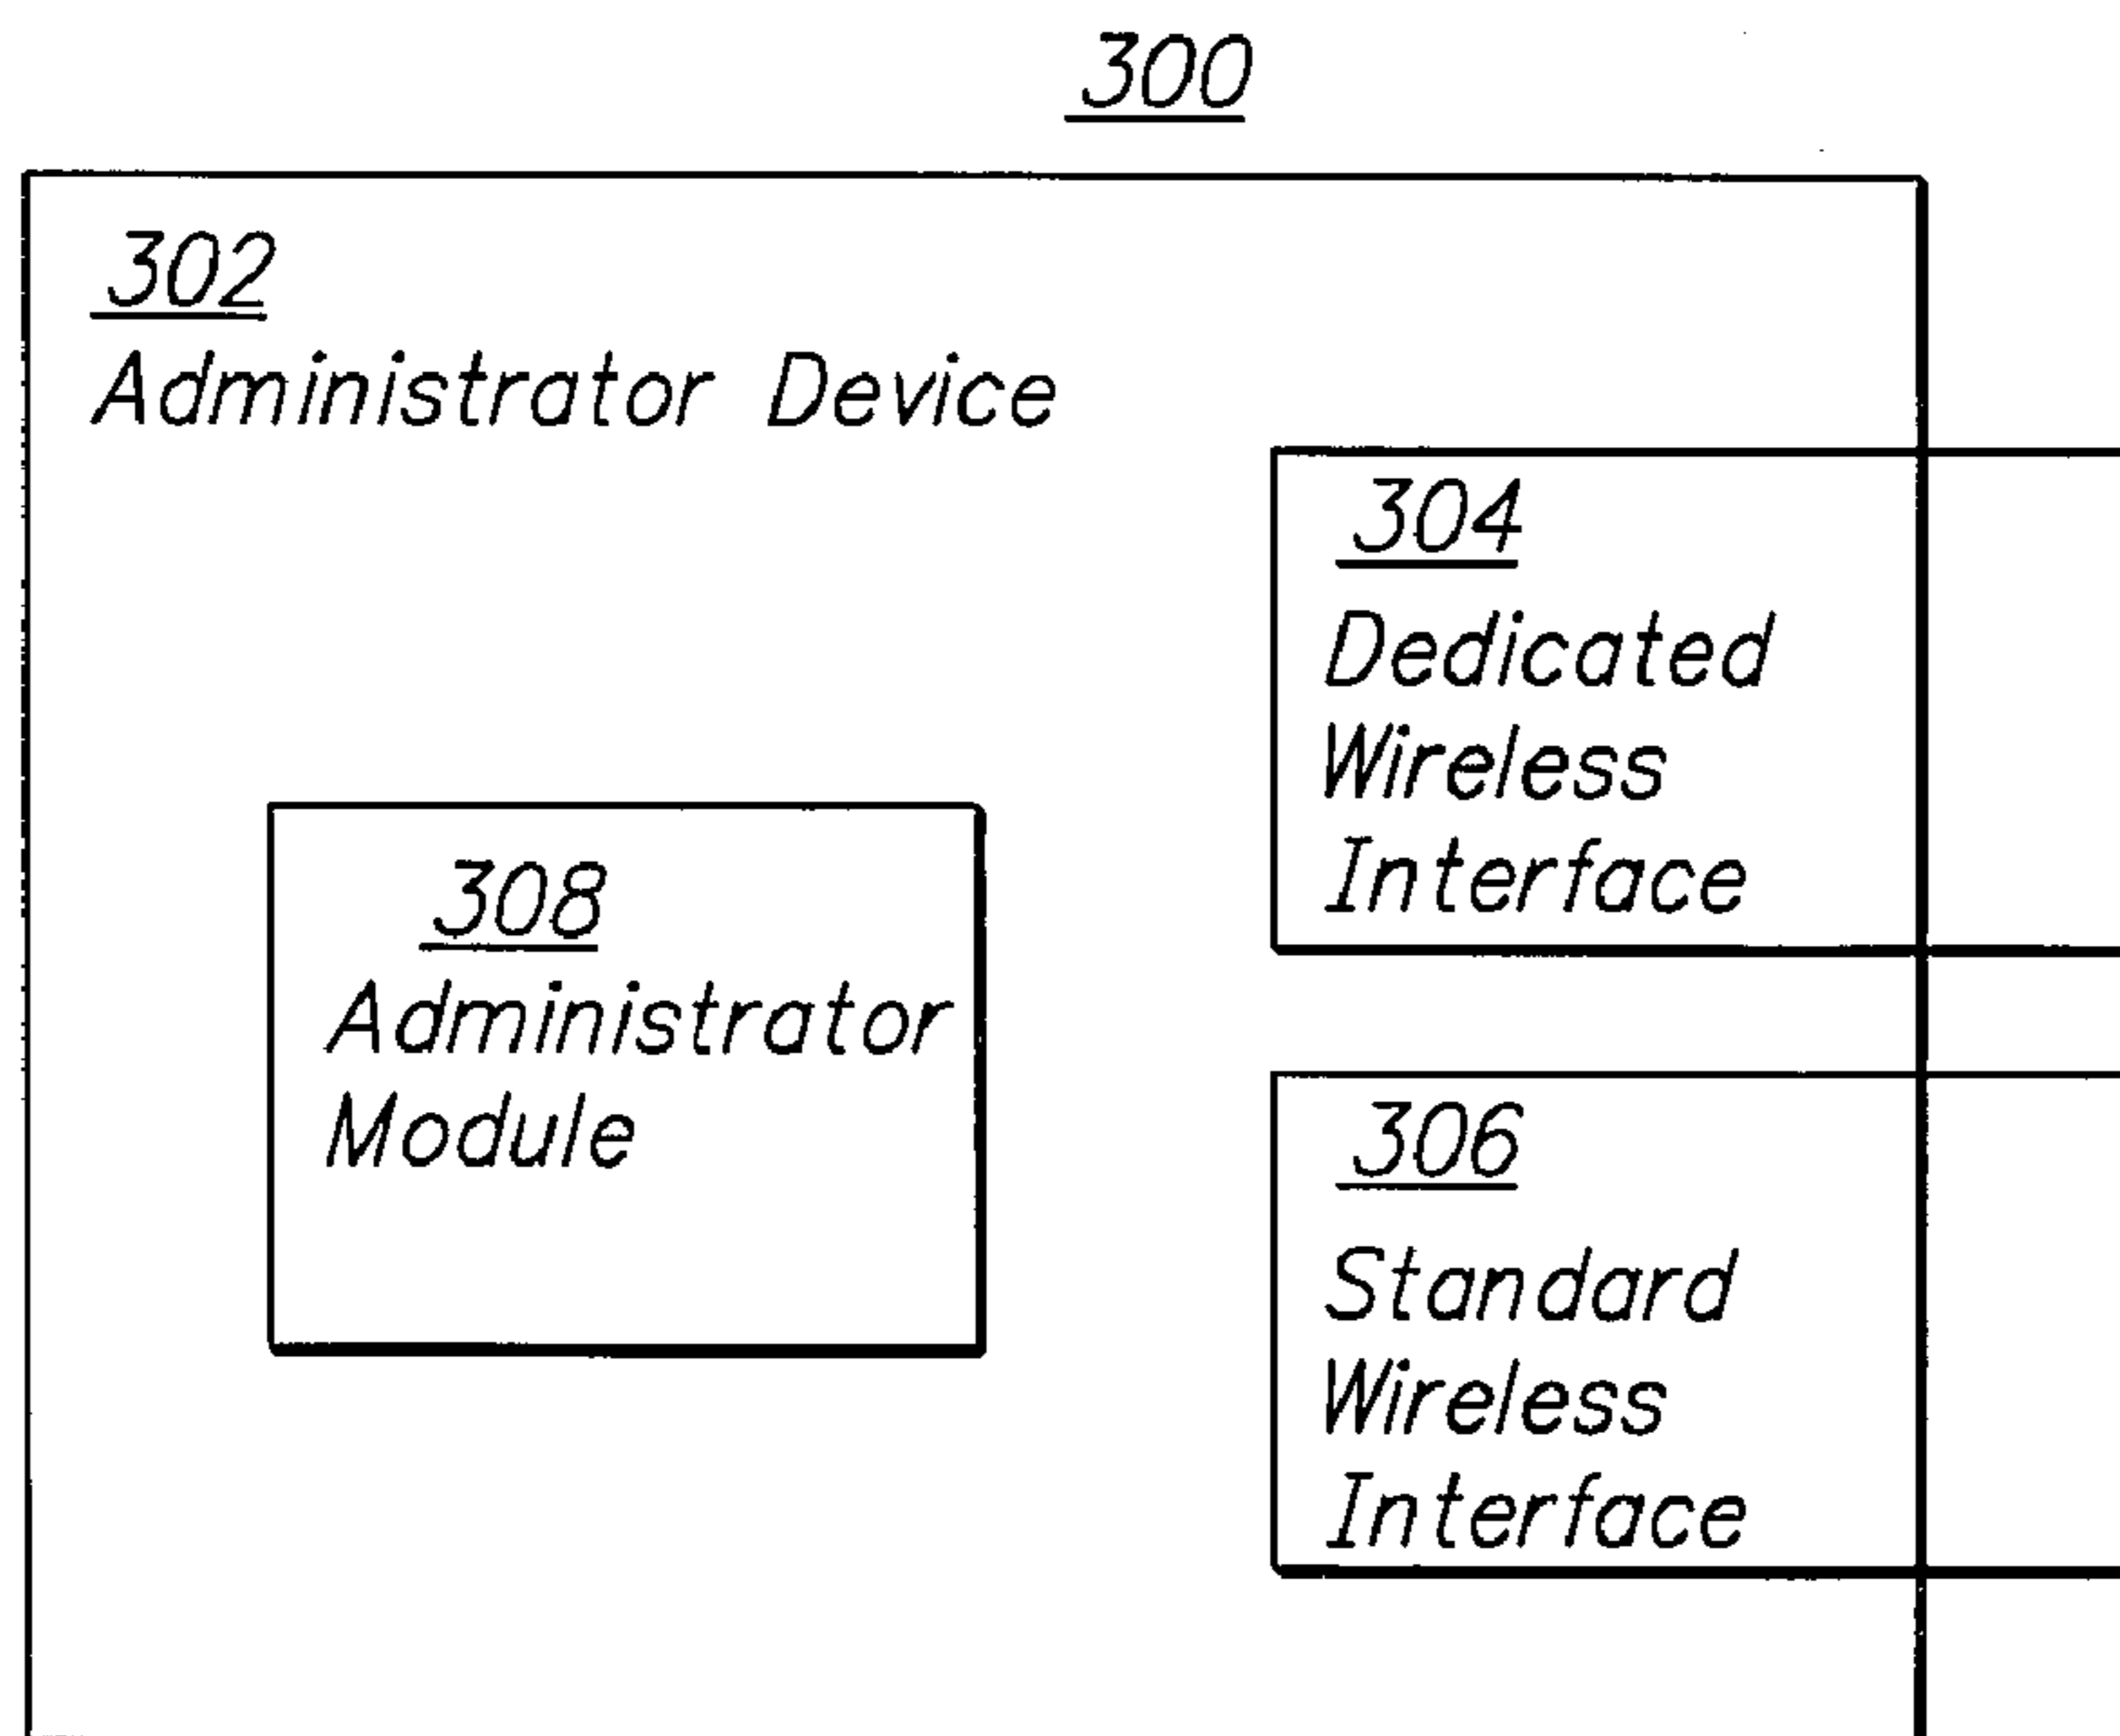 300
302
Administrator Device
304
Dedicated
Wireless
Interface
308
Administrator
Module
306
Standard
Wireless
Interface